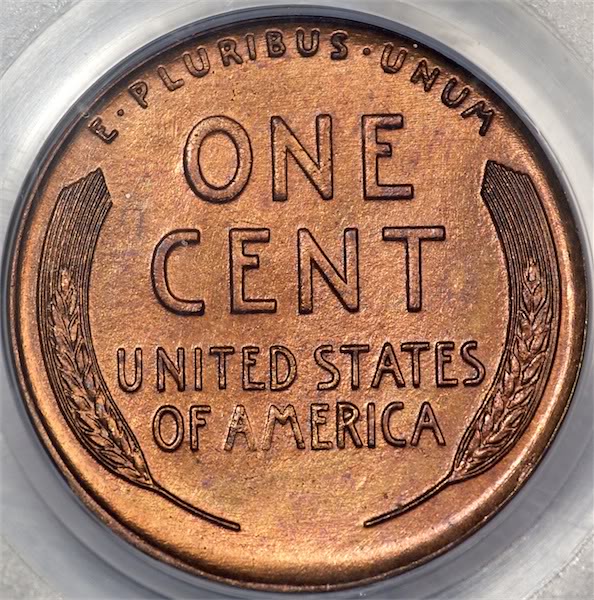 E·PLURIBUS·UNUM
ONE
CENT
UNITED STATES
OF AMERICA